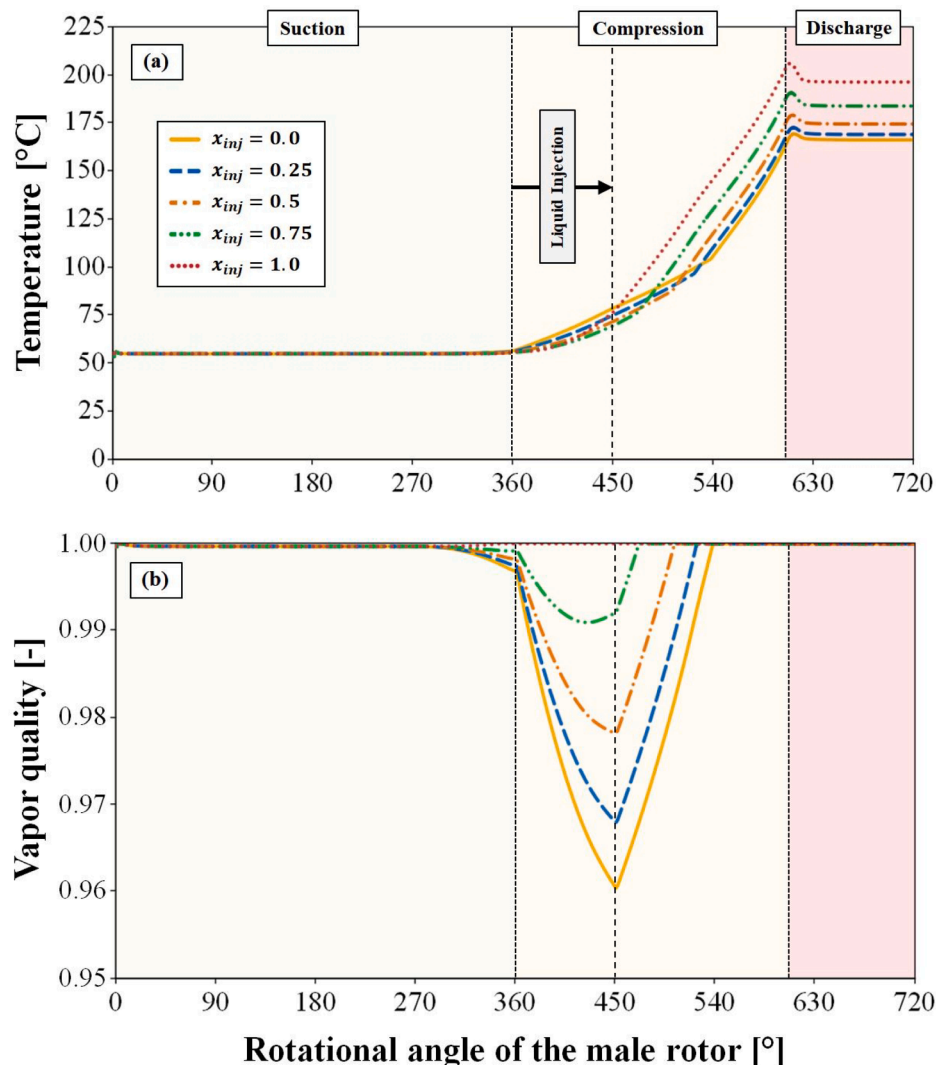 Suction Compression Discharge
(a)
Temperature [°C]
225
200
175
150
125
100
75
50
25
0
x_inj = 0.0
x_inj = 0.25
x_inj = 0.5
x_inj = 0.75
x_inj = 1.0
Liquid Injection
0 90 180 270 360 450 540 630 720
(b)
Vapor quality [-]
1.00
0.99
0.98
0.97
0.96
0.95
0 90 180 270 360 450 540 630 720
Rotational angle of the male rotor [°]